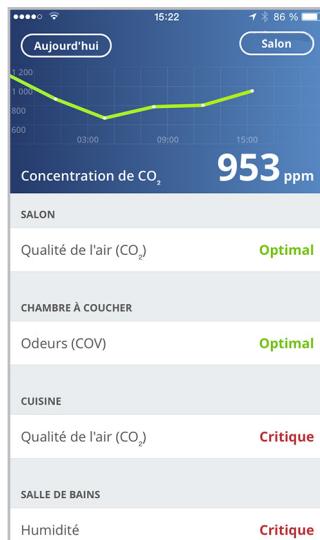 15:22 86 %
Aujourd'hui Salon
1 200
1 000
800
600
03:00 09:00 15:00
Concentration de CO₂ 953 ppm
SALON
Qualité de l'air (CO₂) Optimal
CHAMBRE À COUCHER
Odeurs (COV) Optimal
CUISINE
Qualité de l'air (CO₂) Critique
SALLE DE BAINS
Humidité Critique